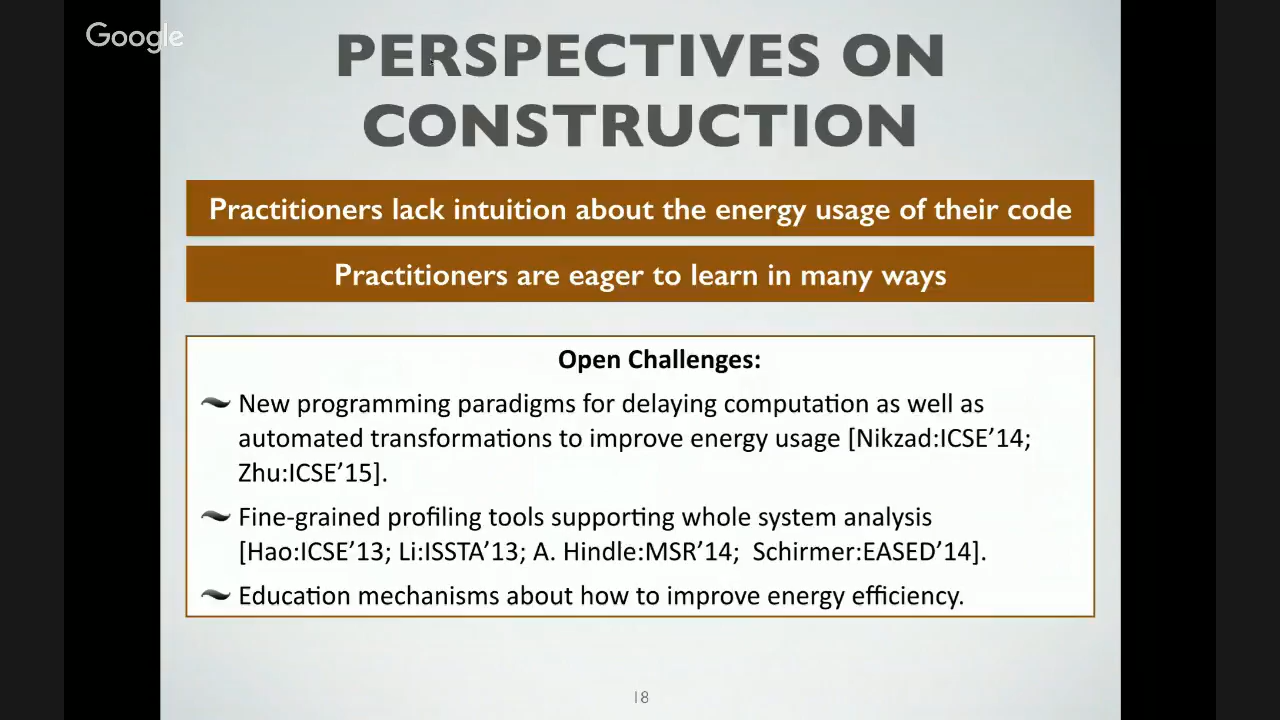 Google
PERSPECTIVES ON
CONSTRUCTION
Practitioners lack intuition about the energy usage of their code
Practitioners are eager to learn in many ways
Open Challenges:
New programming paradigms for delaying computation as well as
automated transformations to improve energy usage [Nikzad:ICSE’14;
Zhu:ICSE’15].
Fine-grained profiling tools supporting whole system analysis
[Hao:ICSE’13; Li:ISSTA’13; A. Hindle:MSR’14; Schirmer:EASED’14].
Education mechanisms about how to improve energy efficiency.
18